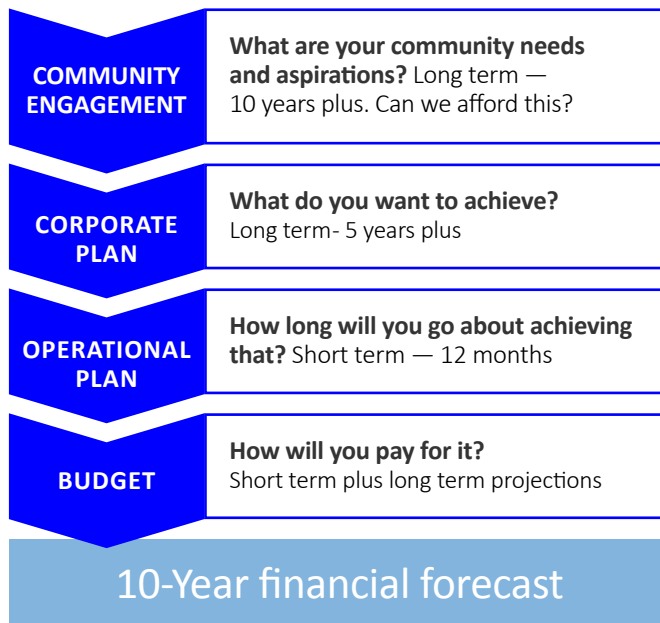 COMMUNITY
ENGAGEMENT
What are your community needs
and aspirations? Long term —
10 years plus. Can we afford this?
CORPORATE
PLAN
What do you want to achieve?
Long term- 5 years plus
OPERATIONAL
PLAN
How long will you go about achieving
that? Short term — 12 months
BUDGET
How will you pay for it?
Short term plus long term projections
10-Year financial forecast